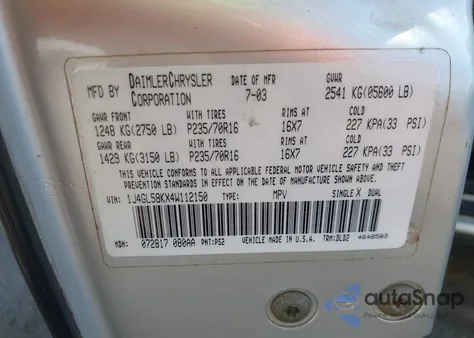 MFD BY DAIMLERCHRYSLER CORPORATION DATE OF MFR 7-03 GVWR 2541 KG(05600 LB)
GAWR FRONT WITH TIRES RIMS AT COLD
1248 KG(2750 LB) P235/70R16 16X7 227 KPA(33 PSI)
GAWR REAR WITH TIRES RIMS AT COLD
1429 KG(3150 LB) P235/70R16 16X7 227 KPA(33 PSI)
THIS VEHICLE CONFORMS TO ALL APPLICABLE FEDERAL MOTOR VEHICLE SAFETY AND THEFT
PREVENTION STANDARDS IN EFFECT ON THE DATE OF MANUFACTURE SHOWN ABOVE.
VIN: 1J4GL58KX4W112150 TYPE: MPV SINGLE X DUAL
MDH: 072817 080AA PNT:PS2 VEHICLE MADE IN U.S.A. TRM:DLD2 4648503
autoSnap